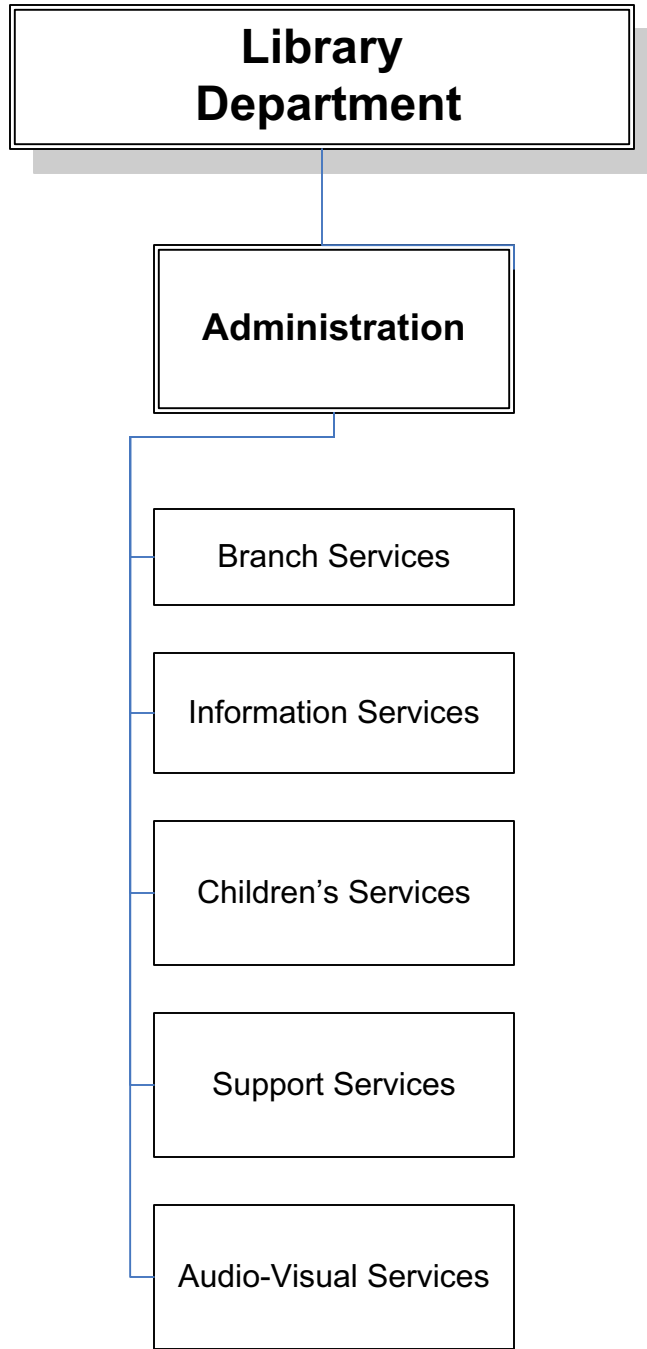 Library
Department
Administration
Branch Services
Information Services
Children’s Services
Support Services
Audio-Visual Services